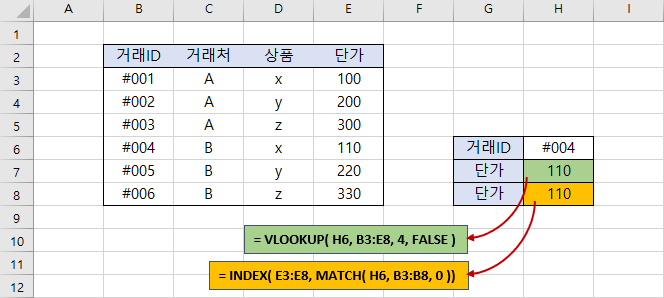 A B C D E F G H I
1
2 거래ID 거래처 상품 단가
3 #001 A x 100
4 #002 A y 200
5 #003 A z 300
6 #004 B x 110 거래ID #004
7 #005 B y 220 단가 110
8 #006 B z 330 단가 110
9
10 = VLOOKUP( H6, B3:E8, 4, FALSE )
11 = INDEX( E3:E8, MATCH( H6, B3:B8, 0 ))
12